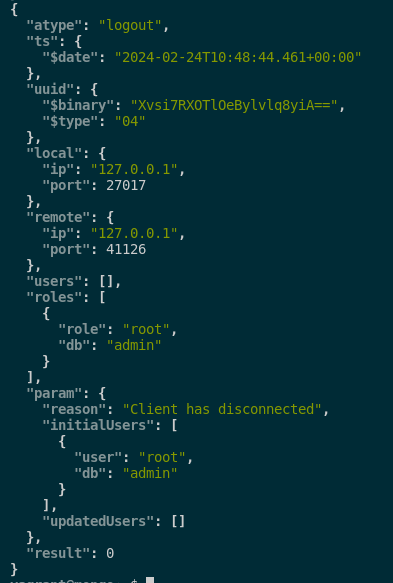 {
  "atype": "logout",
  "ts": {
    "$date": "2024-02-24T10:48:44.461+00:00"
  },
  "uuid": {
    "$binary": "Xvsi7RXOTlOeBylvlq8yiA==",
    "$type": "04"
  },
  "local": {
    "ip": "127.0.0.1",
    "port": 27017
  },
  "remote": {
    "ip": "127.0.0.1",
    "port": 41126
  },
  "users": [],
  "roles": [
    {
      "role": "root",
      "db": "admin"
    }
  ],
  "param": {
    "reason": "Client has disconnected",
    "initialUsers": [
      {
        "user": "root",
        "db": "admin"
      }
    ],
    "updatedUsers": []
  },
  "result": 0
}